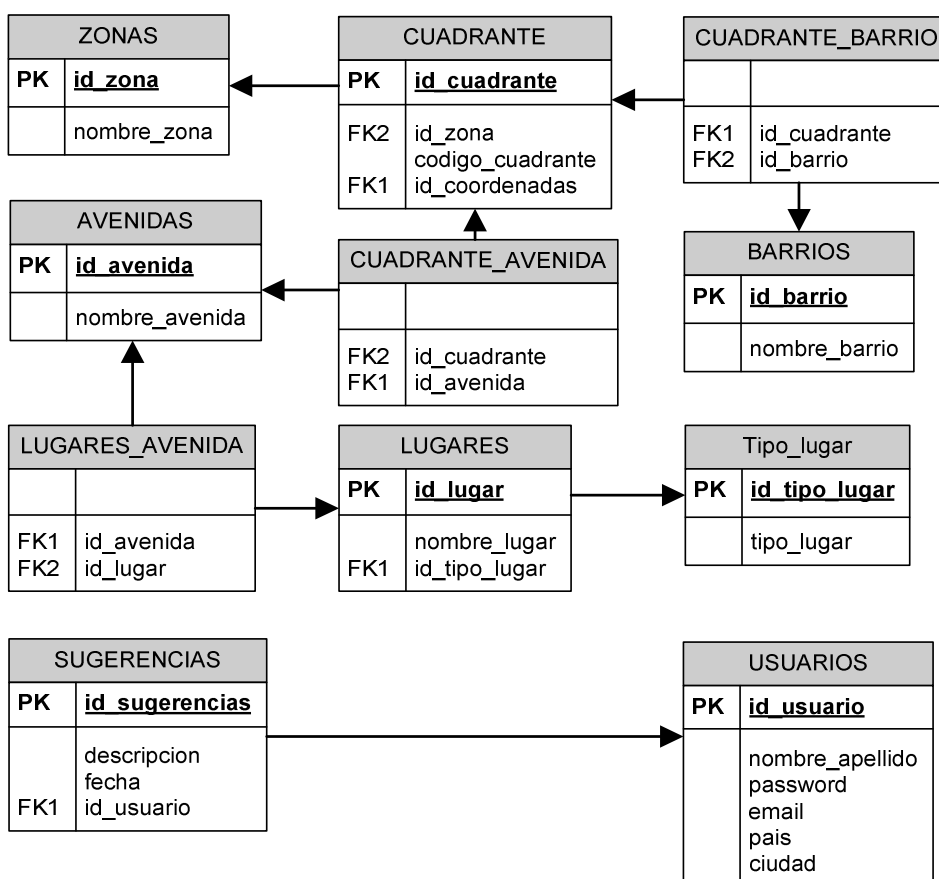 ZONAS
PK id_zona
nombre_zona
CUADRANTE
PK id_cuadrante
FK2 id_zona
codigo_cuadrante
FK1 id_coordenadas
CUADRANTE_BARRIO
FK1 id_cuadrante
FK2 id_barrio
AVENIDAS
PK id_avenida
nombre_avenida
CUADRANTE_AVENIDA
FK2 id_cuadrante
FK1 id_avenida
BARRIOS
PK id_barrio
nombre_barrio
LUGARES_AVENIDA
FK1 id_avenida
FK2 id_lugar
LUGARES
PK id_lugar
nombre_lugar
FK1 id_tipo_lugar
Tipo_lugar
PK id_tipo_lugar
tipo_lugar
SUGERENCIAS
PK id_sugerencias
descripcion
fecha
FK1 id_usuario
USUARIOS
PK id_usuario
nombre_apellido
password
email
pais
ciudad